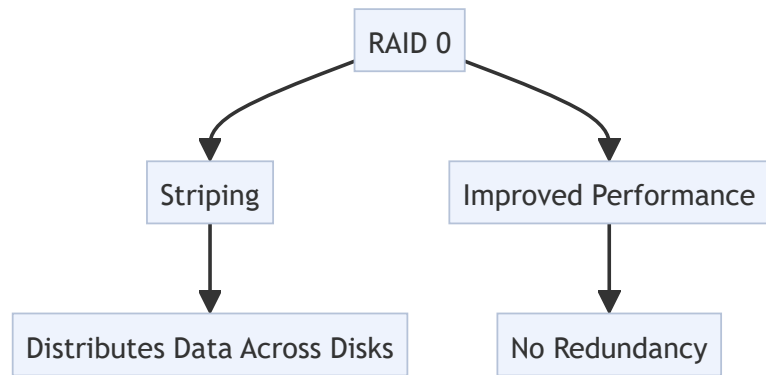 RAID 0
Striping
Improved Performance
Distributes Data Across Disks
No Redundancy